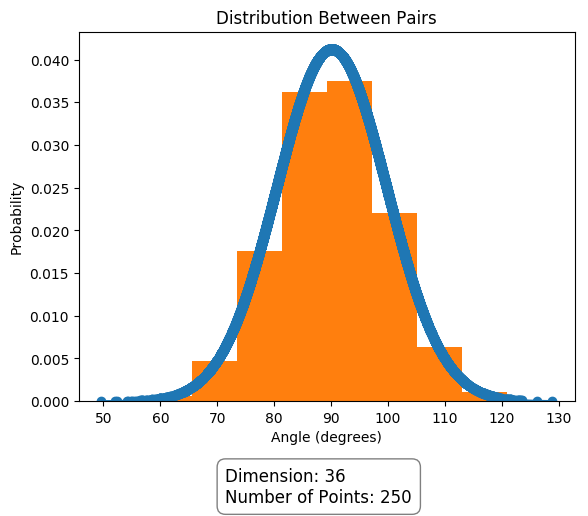 Distribution Between Pairs
0.040
0.035
0.030
0.025
0.020
0.015
0.010
0.005
0.000
Probability
50 60 70 80 90 100 110 120 130
Angle (degrees)
Dimension: 36
Number of Points: 250